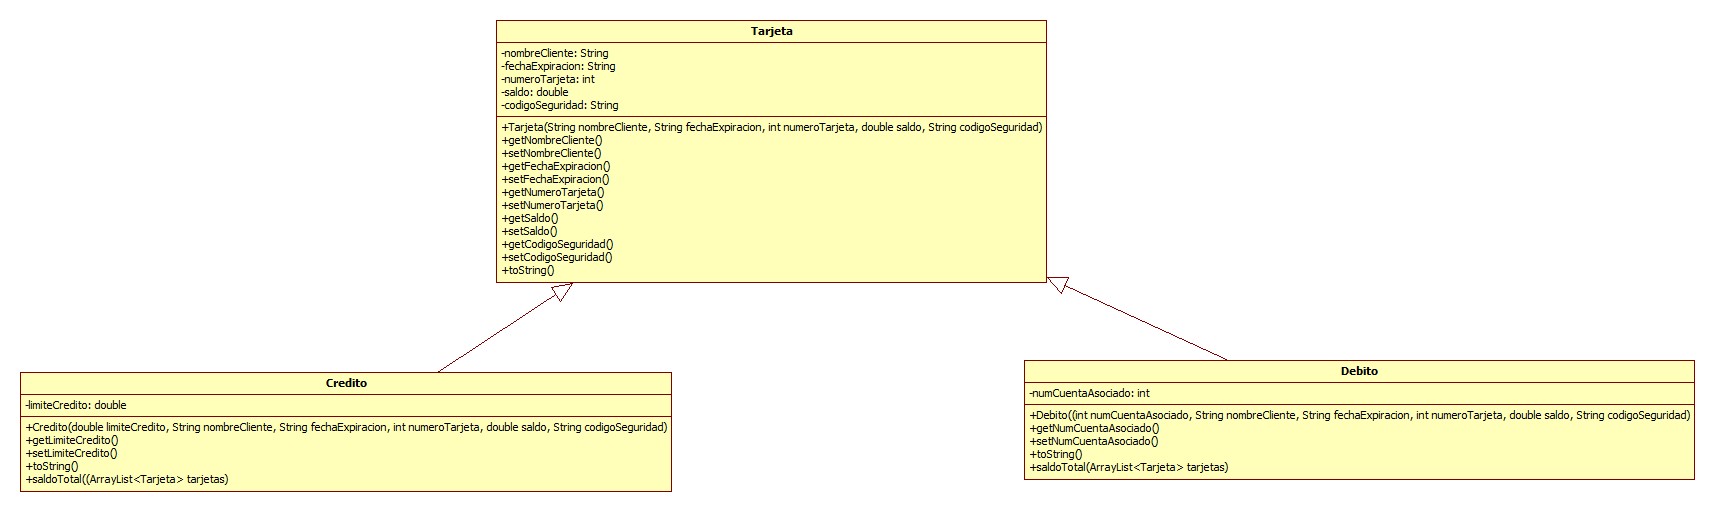 Tarjeta
-nombreCliente: String
-fechaExpiracion: String
-numeroTarjeta: int
-saldo: double
-codigoSeguridad: String
+Tarjeta(String nombreCliente, String fechaExpiracion, int numeroTarjeta, double saldo, String codigoSeguridad)
+getNombreCliente()
+setNombreCliente()
+getFechaExpiracion()
+setFechaExpiracion()
+getNumeroTarjeta()
+setNumeroTarjeta()
+getSaldo()
+setSaldo()
+getCodigoSeguridad()
+setCodigoSeguridad()
+toString()
Credito
-limiteCredito: double
+Credito(double limiteCredito, String nombreCliente, String fechaExpiracion, int numeroTarjeta, double saldo, String codigoSeguridad)
+getLimiteCredito()
+setLimiteCredito()
+toString()
+saldoTotal((ArrayList<Tarjeta> tarjetas)
Debito
-numCuentaAsociado: int
+Debito((int numCuentaAsociado, String nombreCliente, String fechaExpiracion, int numeroTarjeta, double saldo, String codigoSeguridad)
+getNumCuentaAsociado()
+setNumCuentaAsociado()
+toString()
+saldoTotal(ArrayList<Tarjeta> tarjetas)